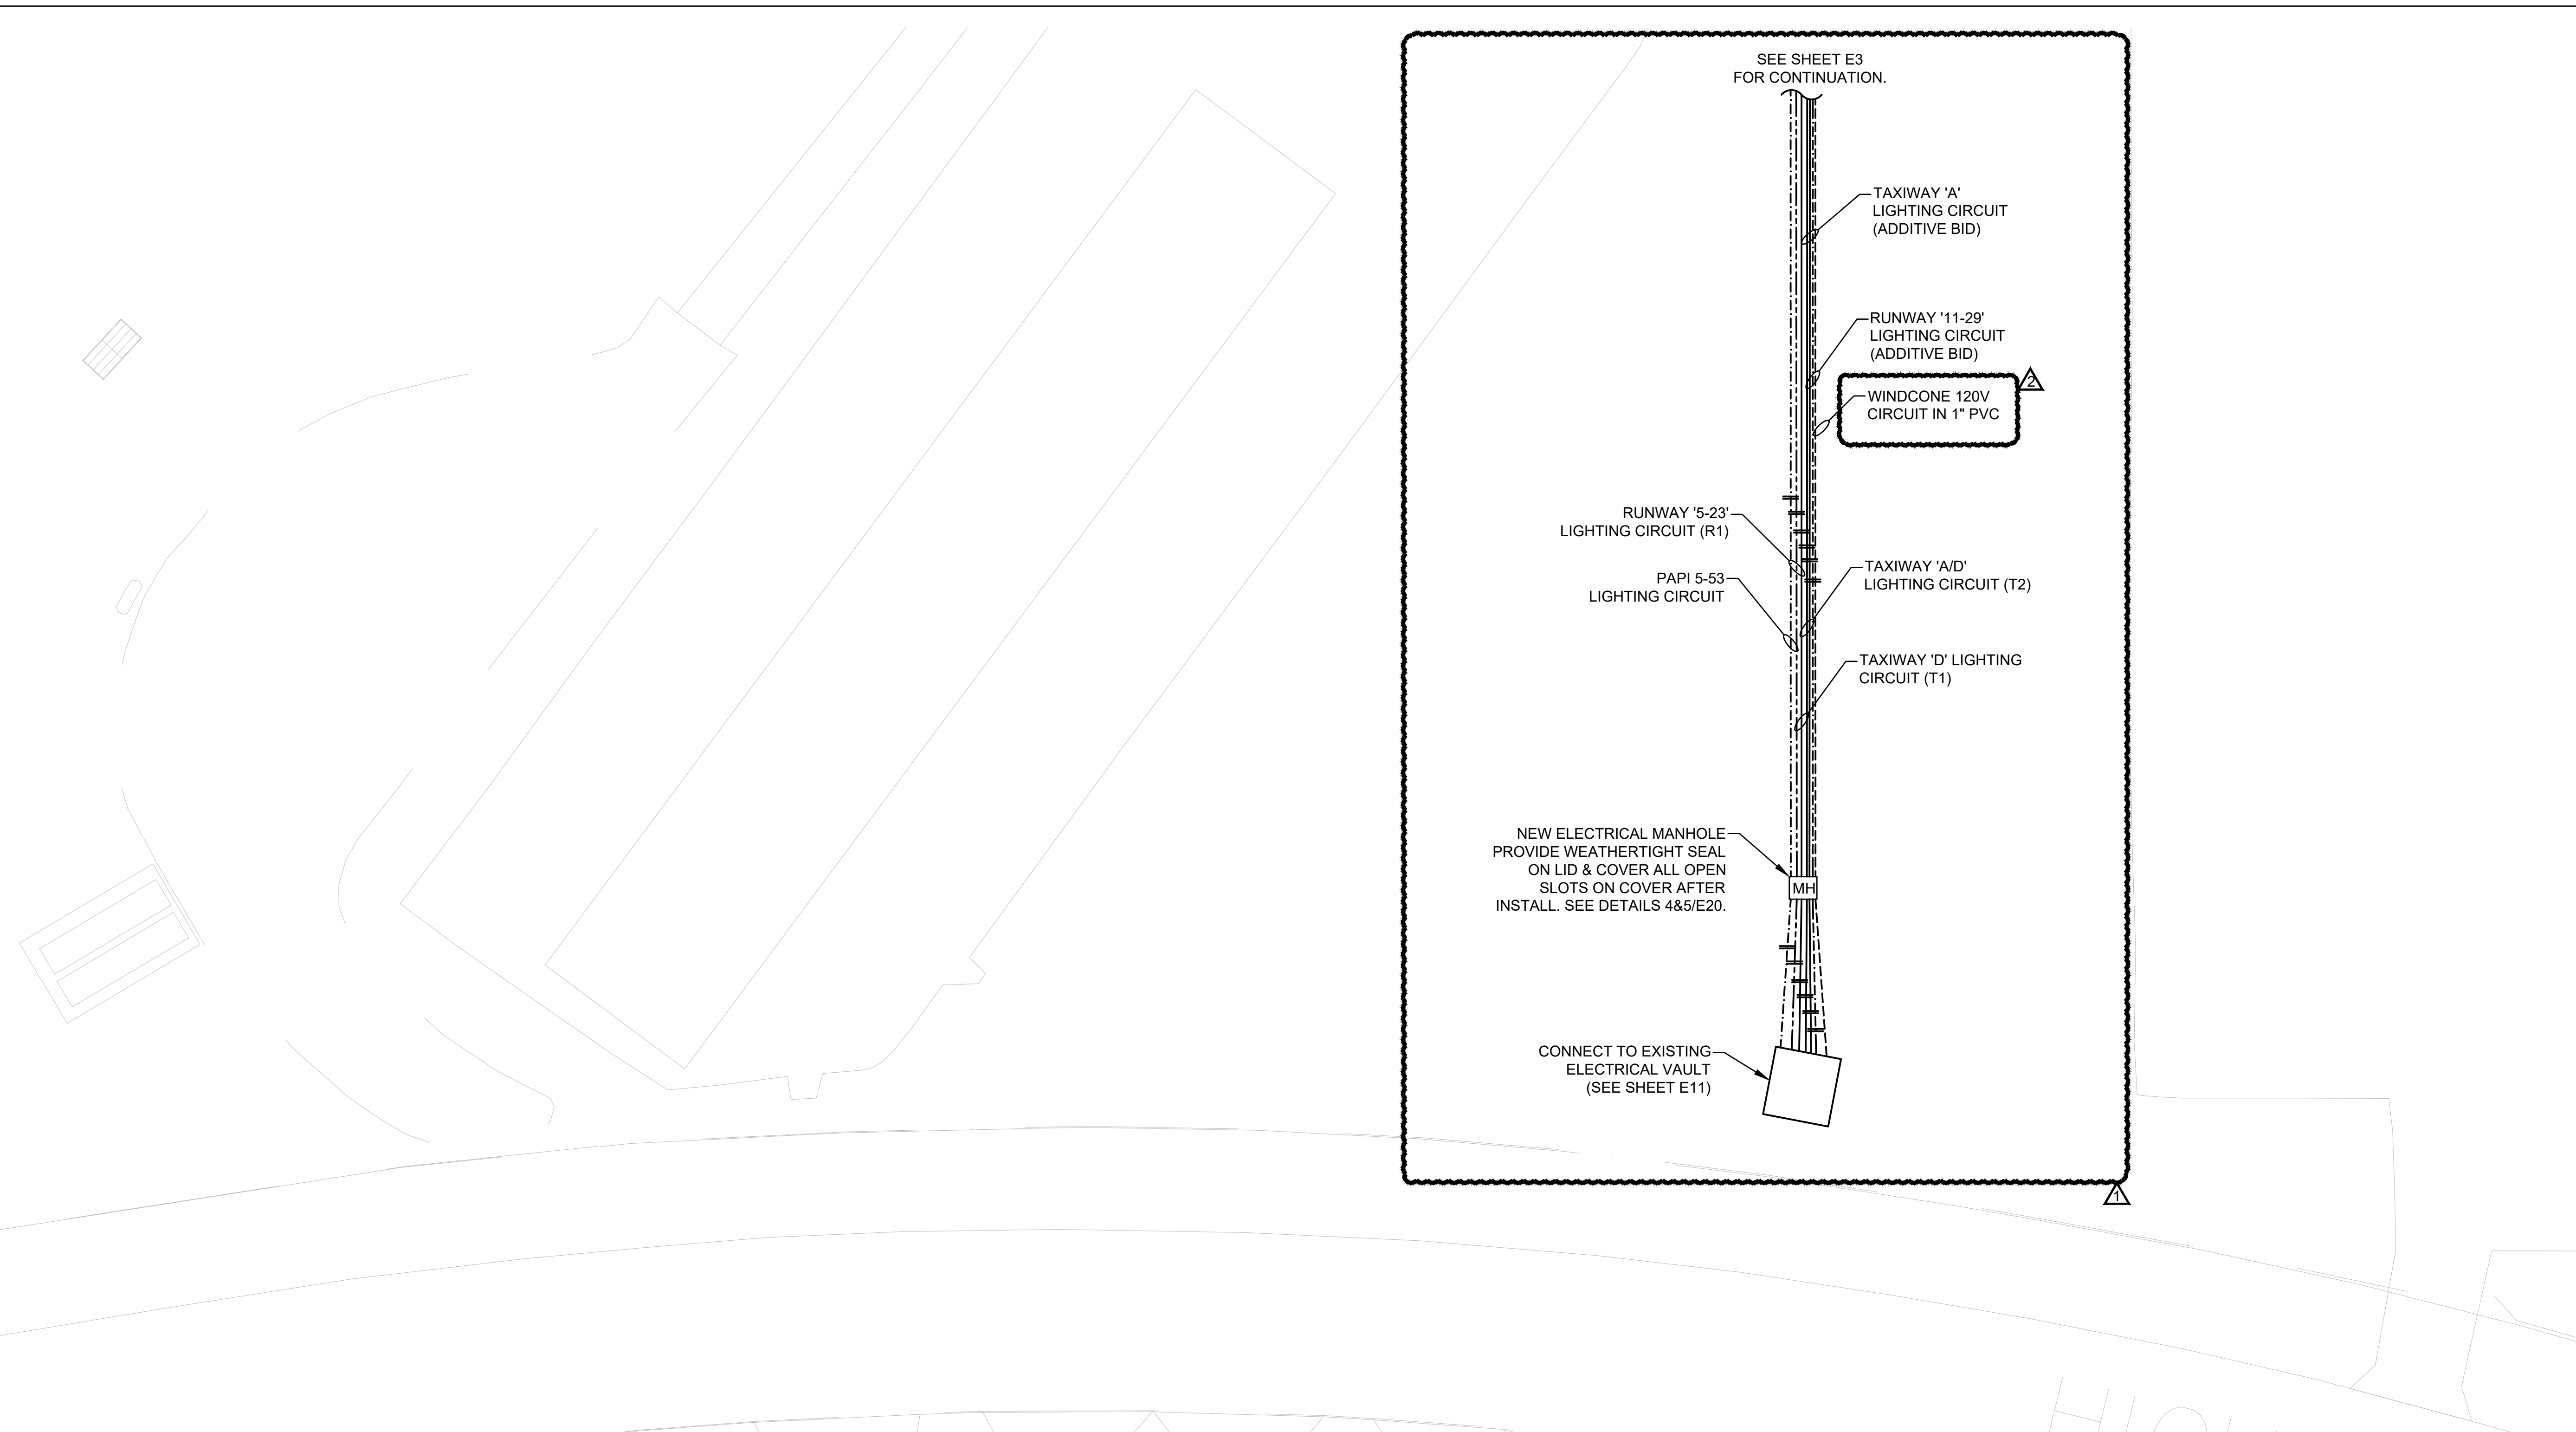 SEE SHEET E3
FOR CONTINUATION.
TAXIWAY 'A'
LIGHTING CIRCUIT
(ADDITIVE BID)
RUNWAY '11-29'
LIGHTING CIRCUIT
(ADDITIVE BID)
2
WINDCONE 120V
CIRCUIT IN 1" PVC
RUNWAY '5-23'
LIGHTING CIRCUIT (R1)
TAXIWAY 'A/D'
LIGHTING CIRCUIT (T2)
PAPI 5-53
LIGHTING CIRCUIT
TAXIWAY 'D' LIGHTING
CIRCUIT (T1)
NEW ELECTRICAL MANHOLE
PROVIDE WEATHERTIGHT SEAL
ON LID & COVER ALL OPEN
SLOTS ON COVER AFTER
INSTALL. SEE DETAILS 4&5/E20.
MH
CONNECT TO EXISTING
ELECTRICAL VAULT
(SEE SHEET E11)
1